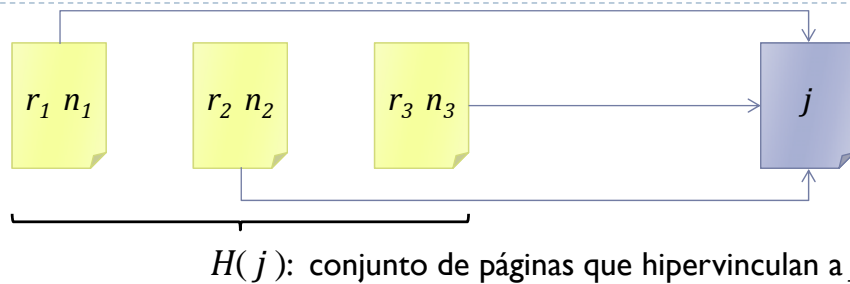 r₁ n₁ r₂ n₂ r₃ n₃ j
H( j ): conjunto de páginas que hipervinculan a j